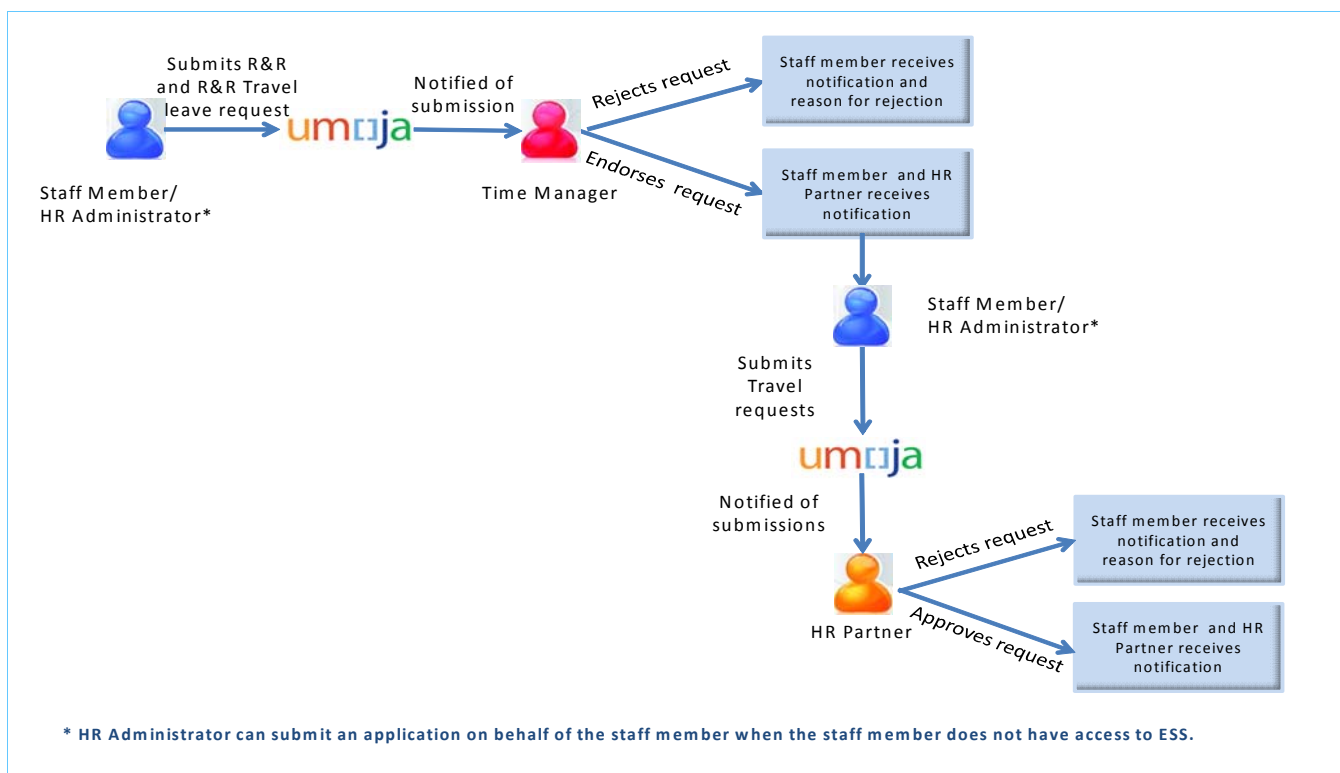 Submits R&R
and R&R Travel
leave request
umoja
Notified of
submission
Rejects request
Endorses request
Staff member receives
notification and
reason for rejection
Staff Member/
HR Administrator*
Time Manager
Staff member and HR
Partner receives
notification
Staff Member/
HR Administrator*
Submits
Travel
requests
umoja
Notified of
submissions
HR Partner
Rejects request
Approves request
Staff member receives
notification and
reason for rejection
Staff member and HR
Partner receives
notification
* HR Administrator can submit an application on behalf of the staff member when the staff member does not have access to ESS.